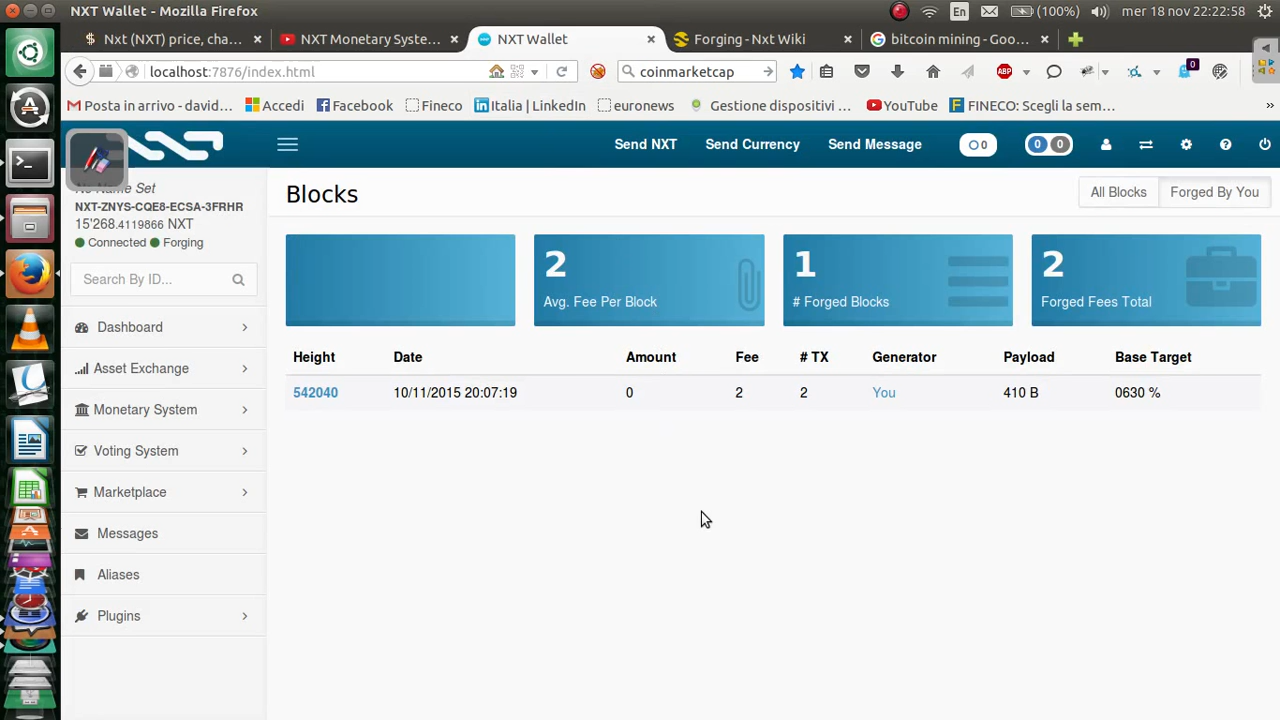 NXT Wallet - Mozilla Firefox
En
(100%)
mer 18 nov 22:22:58
Nxt (NXT) price, cha...
NXT Monetary Syste...
NXT Wallet
Forging - Nxt Wiki
bitcoin mining - Goo...
localhost:7876/index.html
coinmarketcap
ABP
0
Posta in arrivo - david...
Accedi
Facebook
Fineco
Italia | LinkedIn
euronews
Gestione dispositivi ...
YouTube
FINECO: Scegli la sem...
»
Send NXT
Send Currency
Send Message
0
0
0
No Name Set
NXT-ZNYS-CQE8-ECSA-3FRHR
15'268.4119866 NXT
Connected
Forging
Search By ID...
Dashboard
Asset Exchange
Monetary System
Voting System
Marketplace
Messages
Aliases
Plugins
Blocks
All Blocks
Forged By You
2
Avg. Fee Per Block
1
# Forged Blocks
2
Forged Fees Total
Height Date Amount Fee # TX Generator Payload Base Target
542040 10/11/2015 20:07:19 0 2 2 You 410 B 0630 %